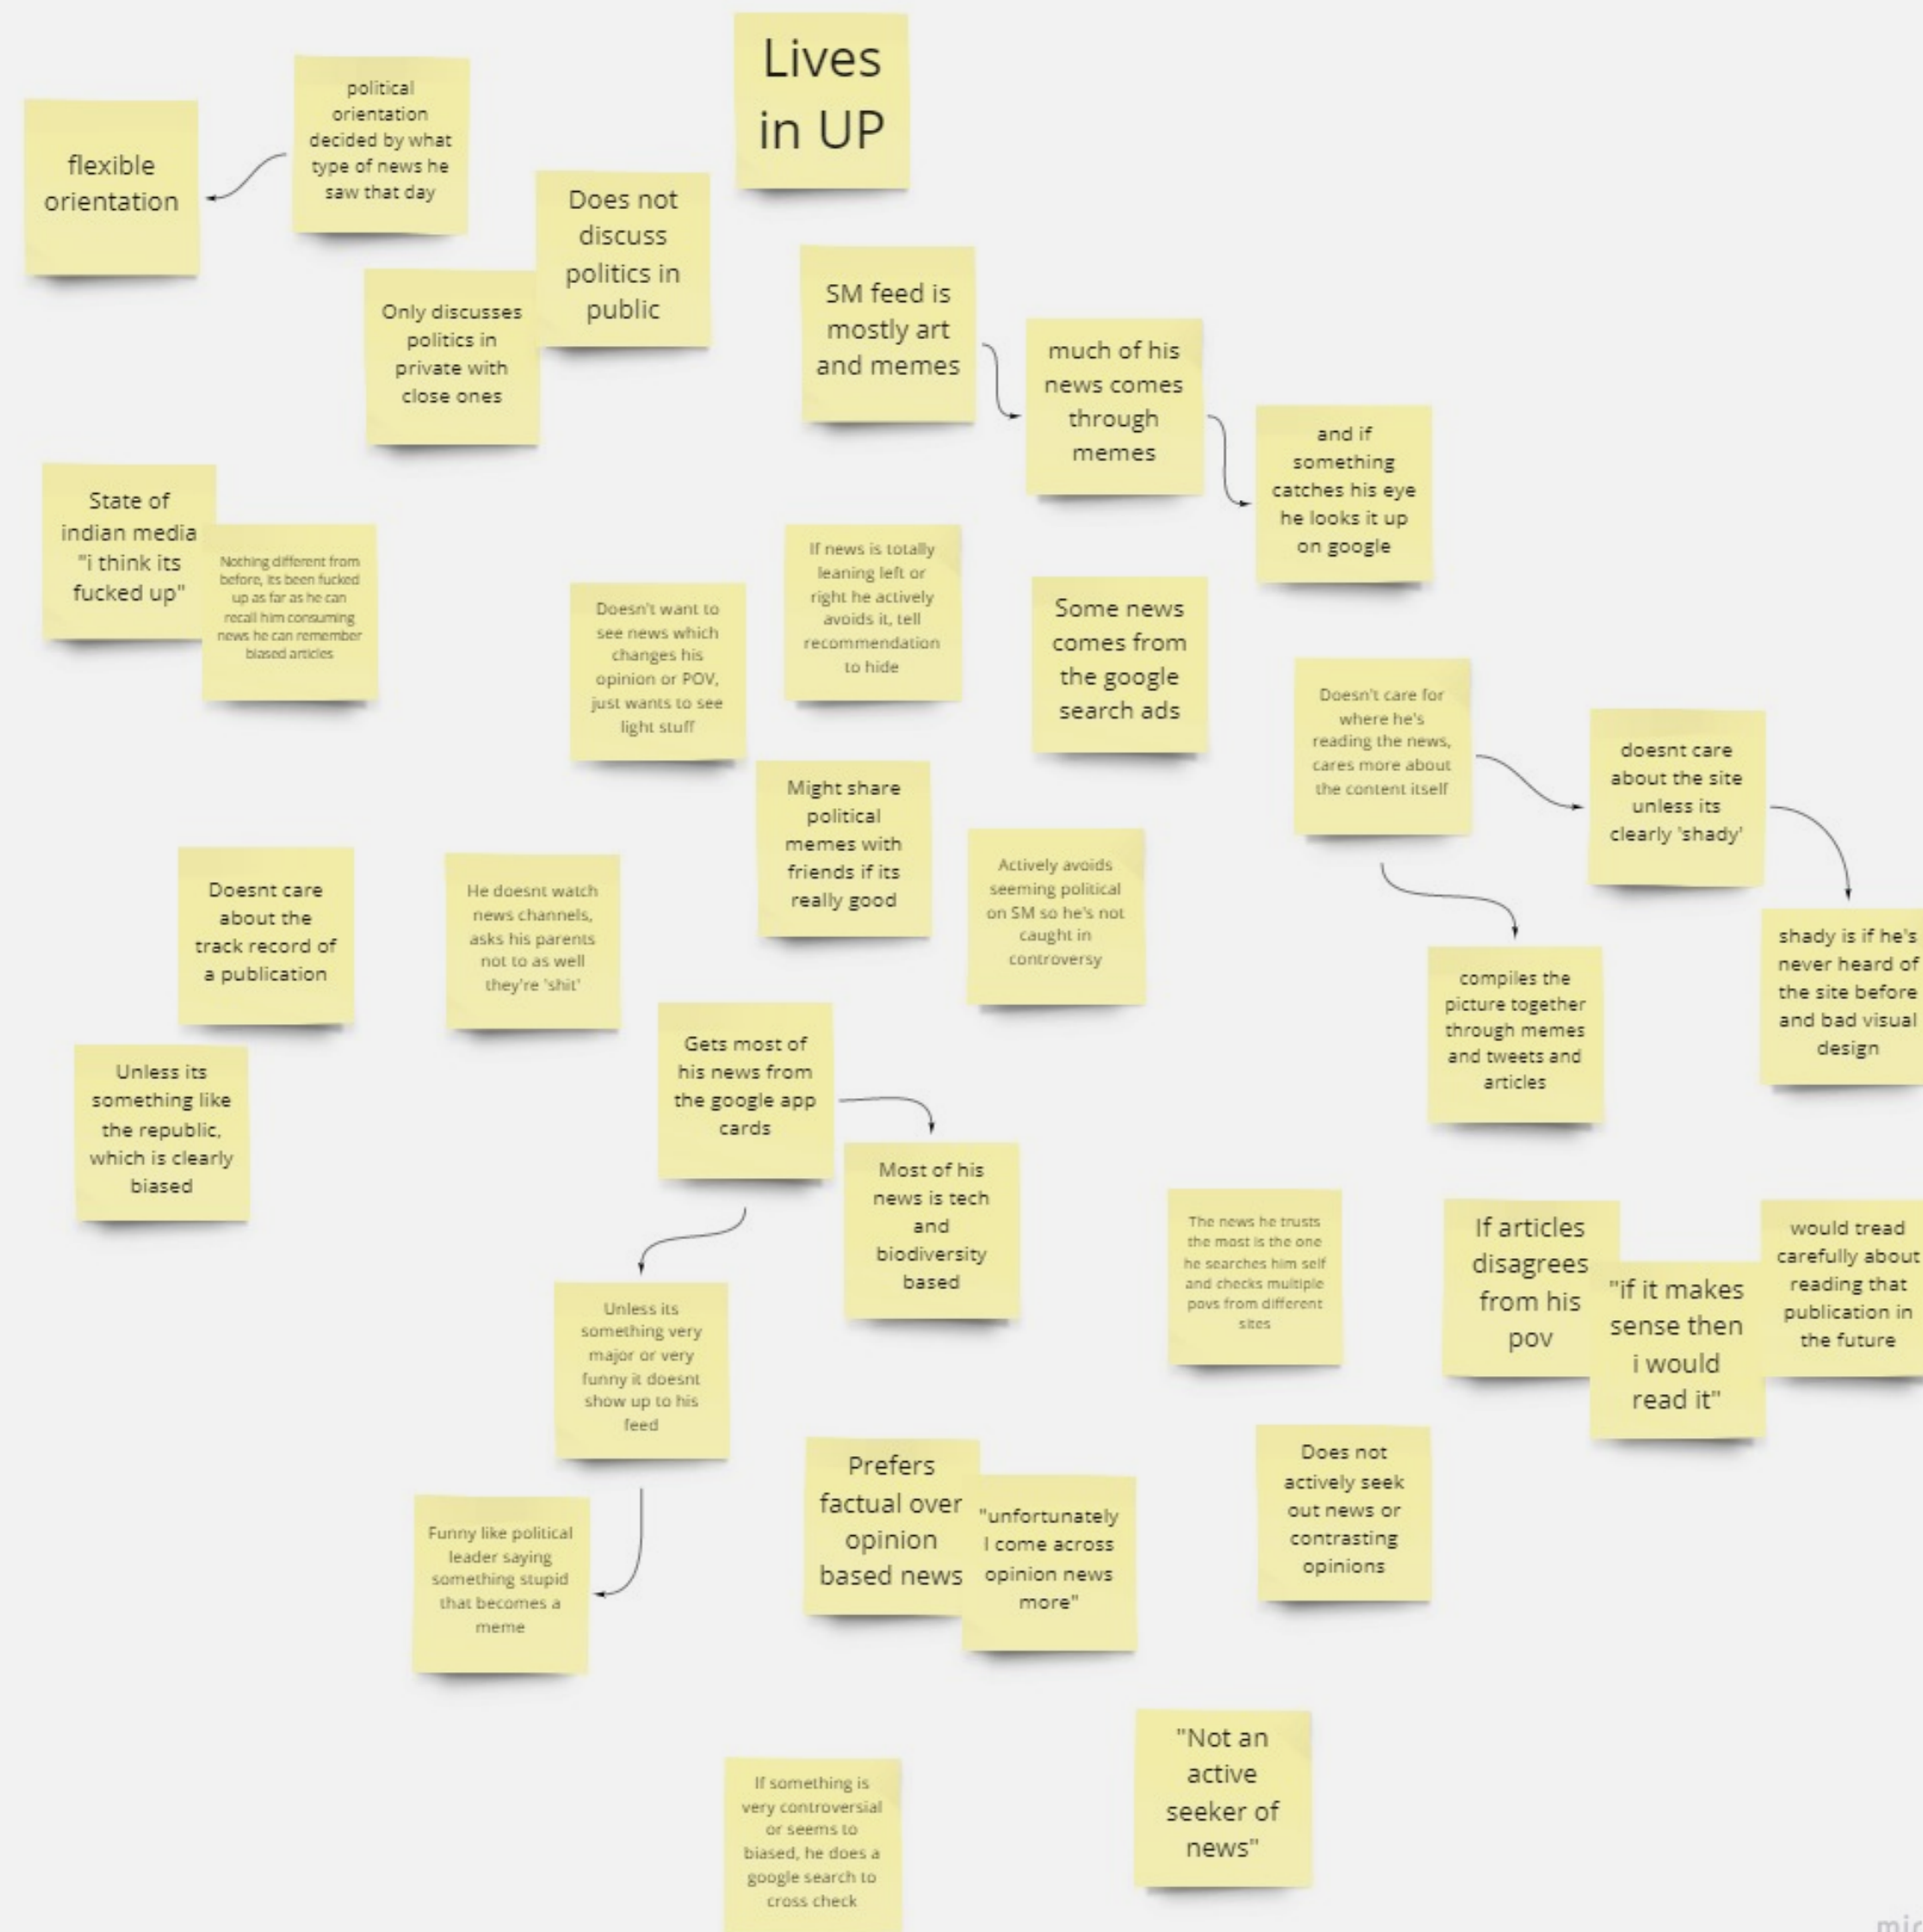 Lives
in UP
political
orientation
decided by what
type of news he
saw that day
flexible
orientation
Does not
discuss
politics in
public
Only discusses
politics in
private with
close ones
SM feed is
mostly art
and memes
much of his
news comes
through
memes
and if
something
catches his eye
he looks it up
on google
State of
indian media
"i think its
fucked up"
Nothing different from
before, its been fucked
up as far as he can
recall him consuming
news he can remember
biased articles
If news is totally
leaning left or
right he actively
avoids it, tell
recommendation
to hide
Doesn't want to
see news which
changes his
opinion or POV,
just wants to see
light stuff
Some news
comes from
the google
search ads
Doesn't care for
where he's
reading the news,
cares more about
the content itself
doesnt care
about the site
unless its
clearly 'shady'
shady is if he's
never heard of
the site before
and bad visual
design
compiles the
picture together
through memes
and tweets and
articles
Might share
political
memes with
friends if its
really good
Actively avoids
seeming political
on SM so he's not
caught in
controversy
Doesnt care
about the
track record of
a publication
He doesnt watch
news channels,
asks his parents
not to as well
they're 'shit'
Unless its
something like
the republic,
which is clearly
biased
Gets most of
his news from
the google app
cards
Most of his
news is tech
and
biodiversity
based
Unless its
something very
major or very
funny it doesnt
show up to his
feed
Funny like political
leader saying
something stupid
that becomes a
meme
The news he trusts
the most is the one
he searches him self
and checks multiple
povs from different
sites
If articles
disagrees
from his
pov
"if it makes
sense then
i would
read it"
would tread
carefully about
reading that
publication in
the future
Prefers
factual over
opinion
based news
"unfortunately
I come across
opinion news
more"
Does not
actively seek
out news or
contrasting
opinions
"Not an
active
seeker of
news"
If something is
very controversial
or seems to
biased, he does a
google search to
cross check